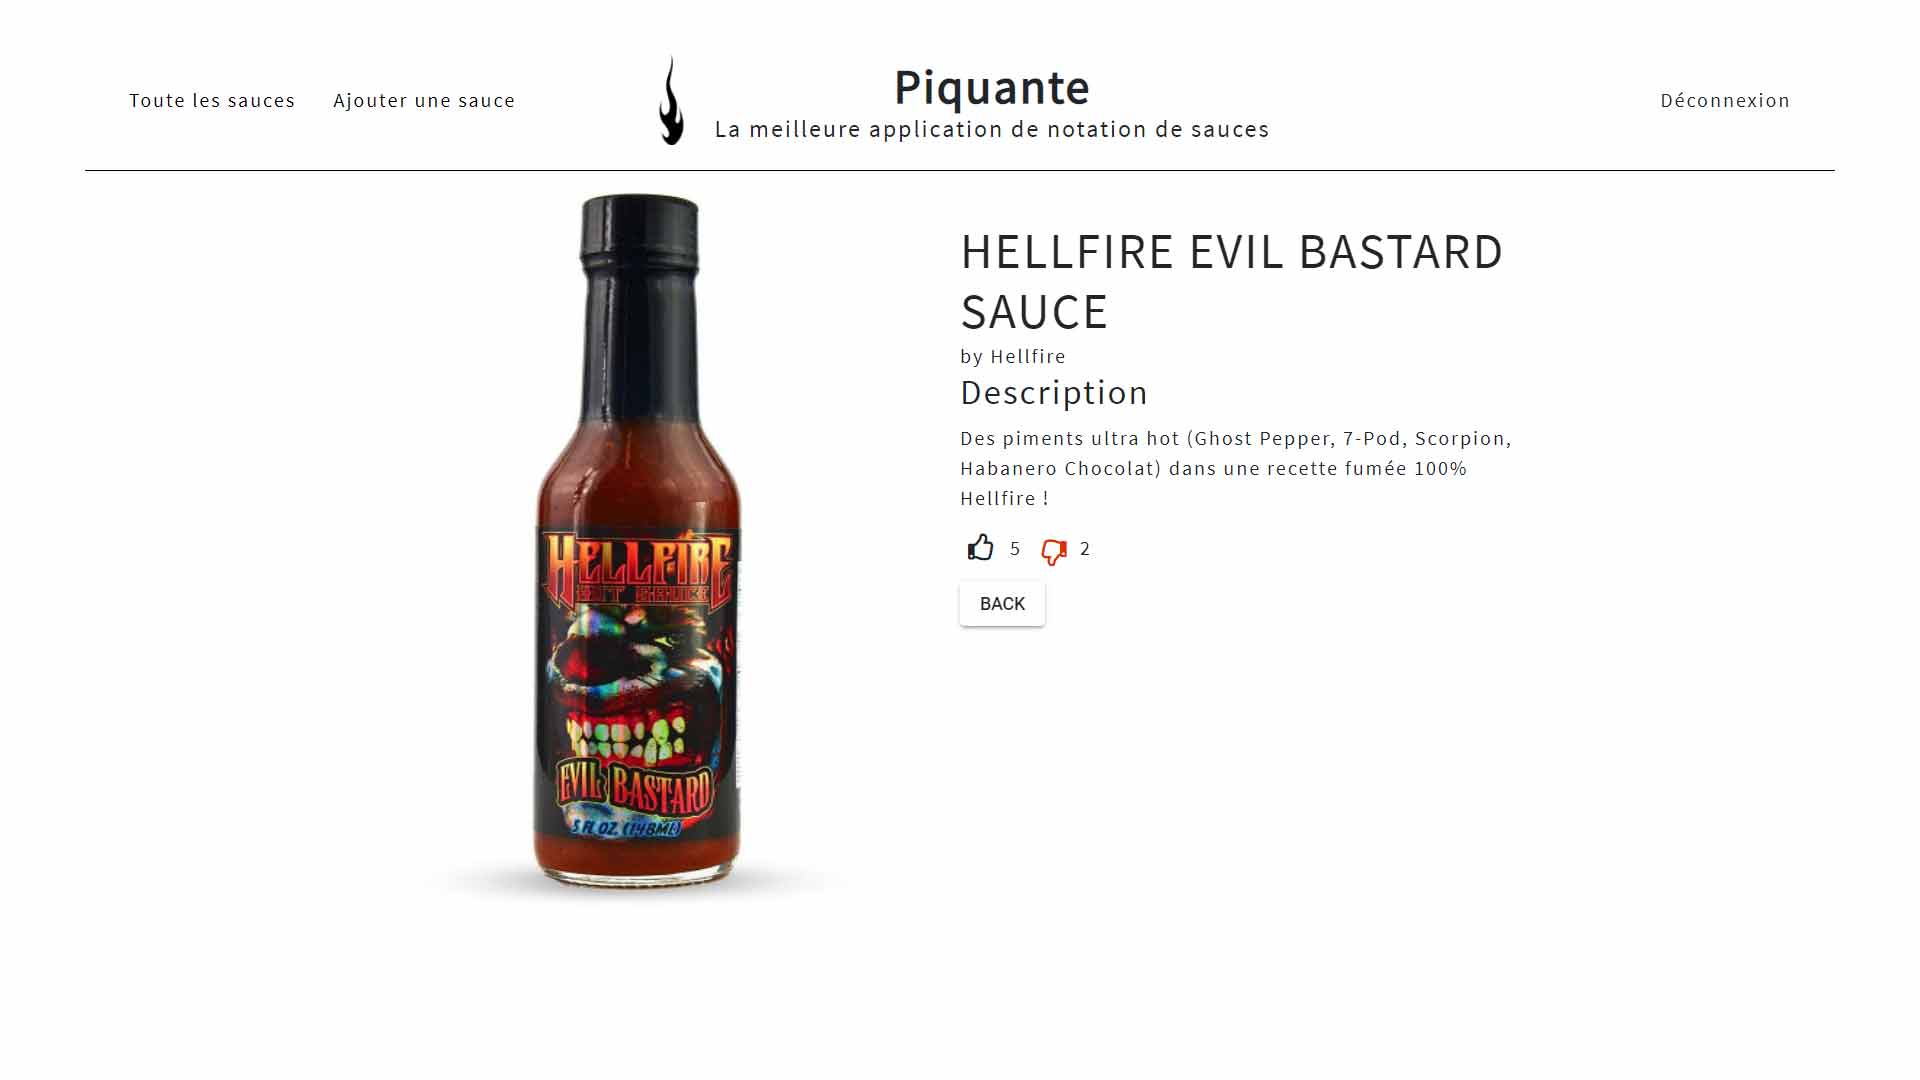 Toute les sauces
Ajouter une sauce
Piquante
La meilleure application de notation de sauces
Déconnexion
HELLFIRE
HOT SAUCE
EVIL BASTARD
5 FL OZ. (148ML)
HELLFIRE EVIL BASTARD
SAUCE
by Hellfire
Description
Des piments ultra hot (Ghost Pepper, 7-Pod, Scorpion,
Habanero Chocolat) dans une recette fumée 100%
Hellfire !
5
2
BACK